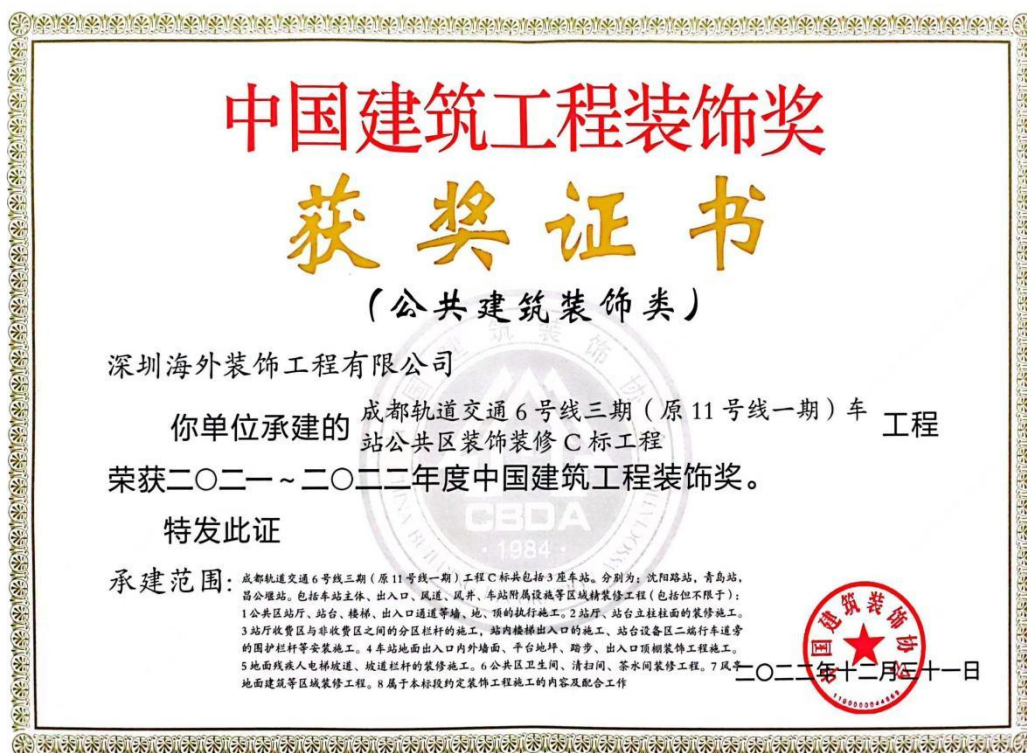 中国建筑工程装饰奖
获奖证书
（公共建筑装饰类）
深圳海外装饰工程有限公司
你单位承建的 成都轨道交通6号线三期（原11号线一期）车
站公共区装饰装修C标工程 工程
荣获二〇二一~二〇二二年度中国建筑工程装饰奖。
特发此证
承建范围：成都轨道交通6号线三期（原11号线一期）工程C标共包括3座车站。分别为：沈阳路站，青岛站，
昌公堰站。包括车站主体、出入口、风道、风井、车站附属设施等区域精装修工程（包括但不限于）：
1公共区站厅、站台、楼梯、出入口通道等墙、地、顶的执行施工。2站厅、站台立柱柱面的装修施工。
3站厅收费区与非收费区之间的分区栏杆的施工，站内楼梯出入口的施工、站台设备区二端行车道旁
的围护栏杆等安装施工。4车站地面出入口内外墙面、平台地坪、踏步、出入口顶棚装饰工程施工。
5地面残疾人电梯坡道、坡道栏杆的装修施工。6公共区卫生间、清扫间、茶水间装修工程。7风亭
地面建筑等区域装修工程。8属于本标段约定装饰工程施工的内容及配合工作
二〇二二年十二月三十一日
中国建筑装饰协会
CBDA
·1984·